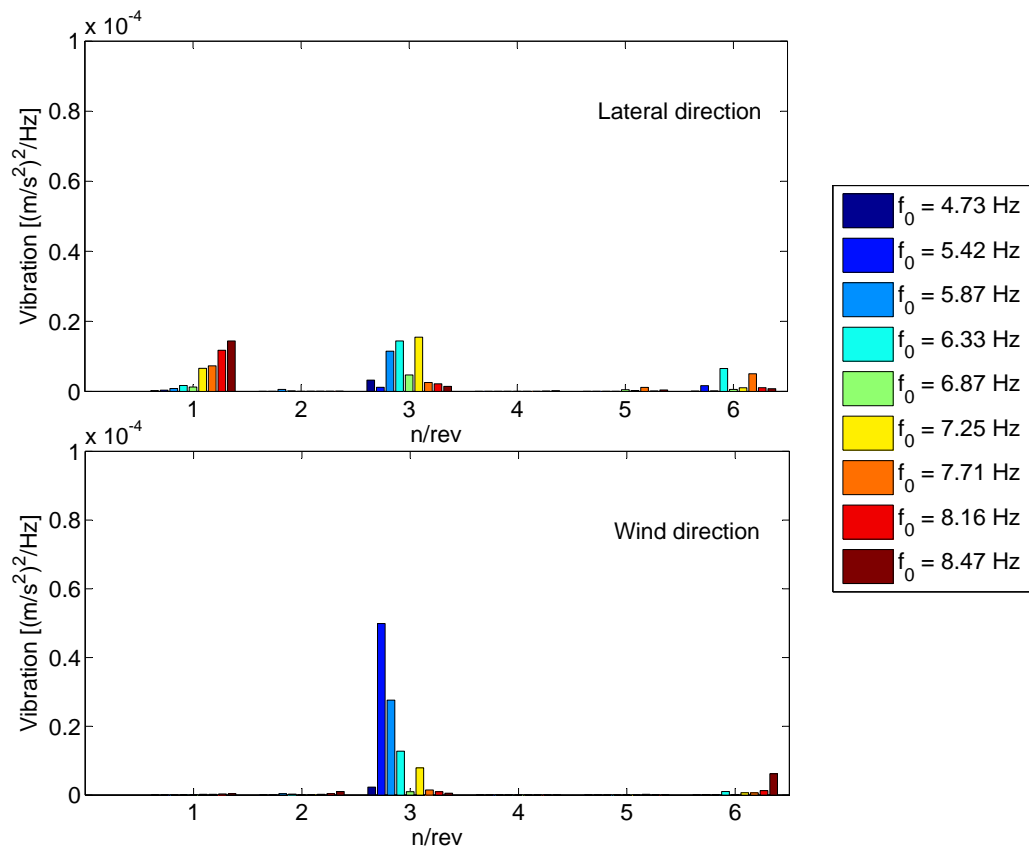 x 10^-4
1
0.8
0.6
0.4
0.2
0
Vibration [(m/s^2)^2/Hz]
Lateral direction
1 2 3 4 5 6
n/rev
x 10^-4
1
0.8
0.6
0.4
0.2
0
Vibration [(m/s^2)^2/Hz]
Wind direction
1 2 3 4 5 6
n/rev
f_0 = 4.73 Hz
f_0 = 5.42 Hz
f_0 = 5.87 Hz
f_0 = 6.33 Hz
f_0 = 6.87 Hz
f_0 = 7.25 Hz
f_0 = 7.71 Hz
f_0 = 8.16 Hz
f_0 = 8.47 Hz